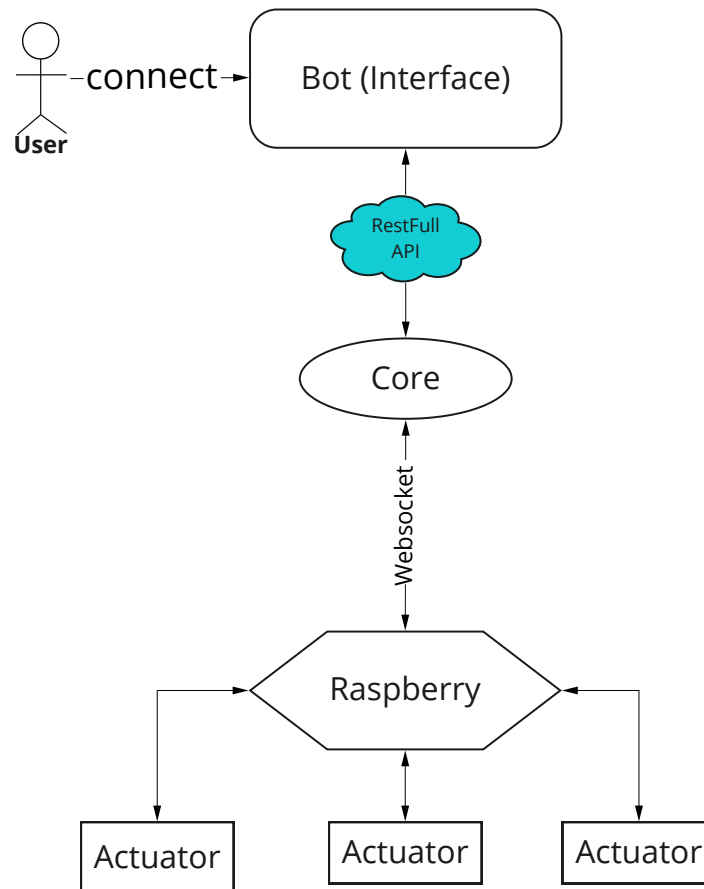 connect
Bot (Interface)
User
RestFull
API
Core
Websocket
Raspberry
Actuator
Actuator
Actuator